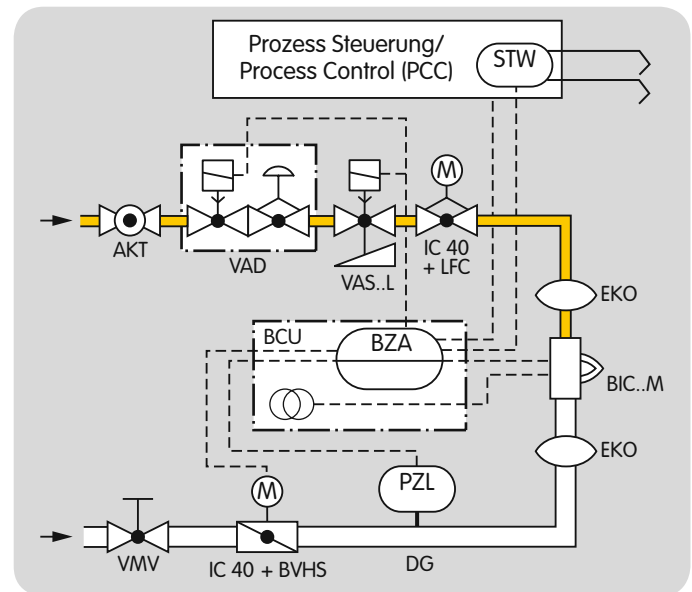 Prozess Steuerung/
Process Control (PCC)
STW
M
AKT
VAD
VAS..L
IC 40
+ LFC
EKO
BCU
BZA
BIC..M
EKO
M
PZL
VMV
IC 40 + BVHS
DG